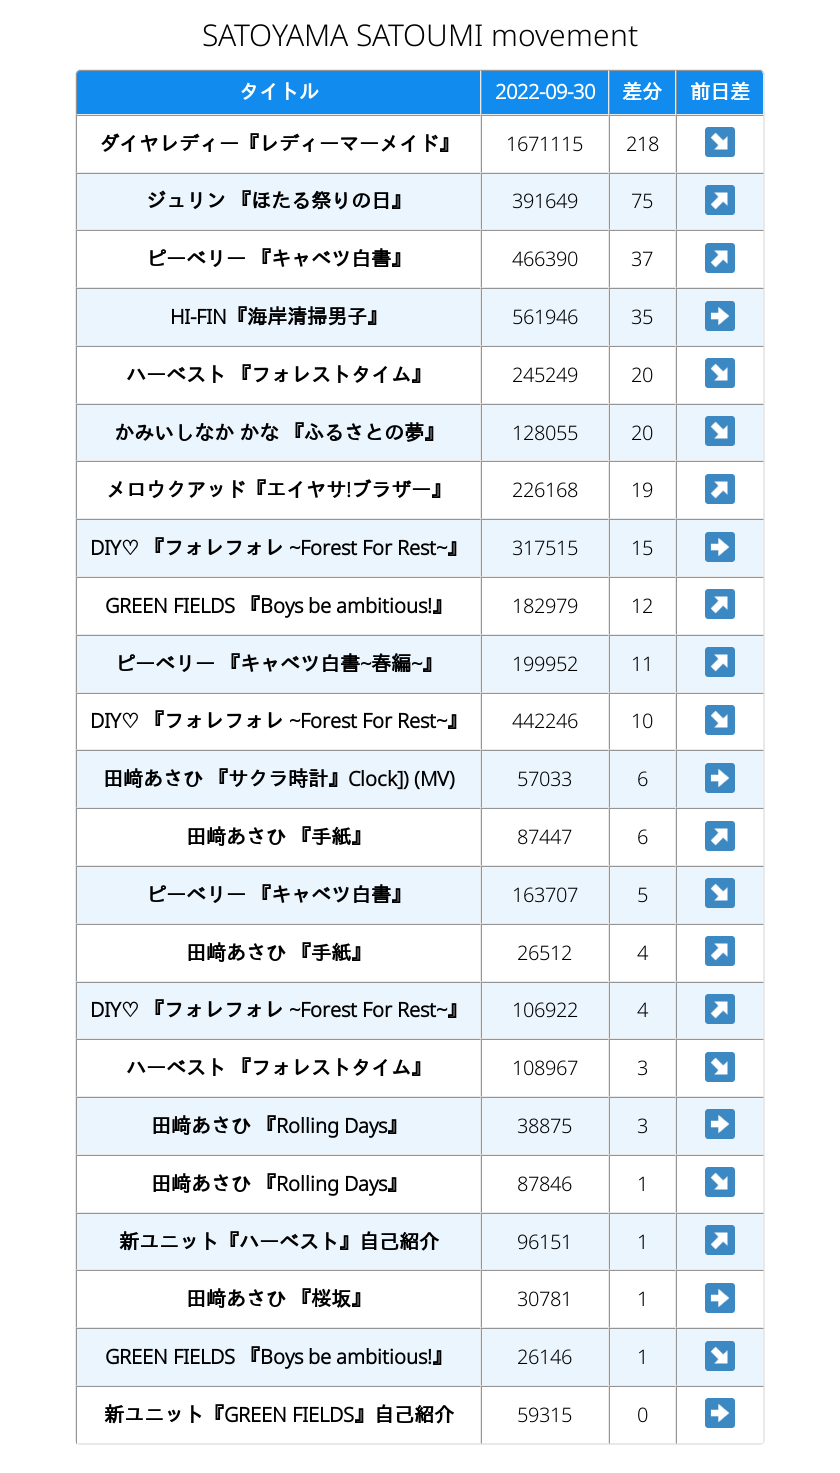 SATOYAMA SATOUMI movement
タイトル 2022-09-30 差分 前日差
ダイヤレディー『レディーマーメイド』 1671115 218 ↘
ジュリン 『ほたる祭りの日』 391649 75 ↗
ピーベリー 『キャベツ白書』 466390 37 ↗
HI-FIN『海岸清掃男子』 561946 35 ➡
ハーベスト 『フォレストタイム』 245249 20 ↘
かみいしなか かな 『ふるさとの夢』 128055 20 ↘
メロウクアッド『エイヤサ!ブラザー』 226168 19 ↗
DIY♡ 『フォレフォレ ~Forest For Rest~』 317515 15 ➡
GREEN FIELDS 『Boys be ambitious!』 182979 12 ↗
ピーベリー 『キャベツ白書~春編~』 199952 11 ↗
DIY♡ 『フォレフォレ ~Forest For Rest~』 442246 10 ↘
田﨑あさひ 『サクラ時計』Clock]) (MV) 57033 6 ➡
田﨑あさひ 『手紙』 87447 6 ↗
ピーベリー 『キャベツ白書』 163707 5 ↘
田﨑あさひ 『手紙』 26512 4 ↗
DIY♡ 『フォレフォレ ~Forest For Rest~』 106922 4 ↗
ハーベスト 『フォレストタイム』 108967 3 ↘
田﨑あさひ 『Rolling Days』 38875 3 ➡
田﨑あさひ 『Rolling Days』 87846 1 ↘
新ユニット『ハーベスト』自己紹介 96151 1 ↗
田﨑あさひ 『桜坂』 30781 1 ➡
GREEN FIELDS 『Boys be ambitious!』 26146 1 ↘
新ユニット『GREEN FIELDS』自己紹介 59315 0 ➡